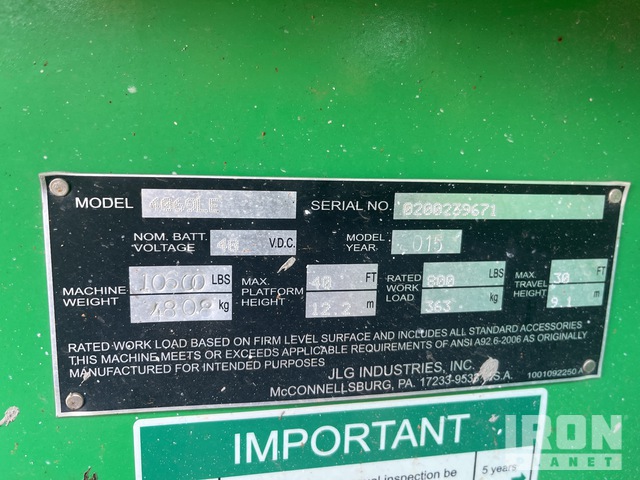 MODEL 4069LE SERIAL NO. 0200239671
NOM. BATT. VOLTAGE 48 V.D.C. MODEL YEAR 015
MACHINE WEIGHT 10500 LBS MAX. PLATFORM HEIGHT 40 FT RATED WORK LOAD 800 LBS MAX. TRAVEL HEIGHT 30 FT
4808 kg 12.2 m 363 kg 9.1 m
RATED WORK LOAD BASED ON FIRM LEVEL SURFACE AND INCLUDES ALL STANDARD ACCESSORIES
THIS MACHINE MEETS OR EXCEEDS APPLICABLE REQUIREMENTS OF ANSI A92.6-2006 AS ORIGINALLY
MANUFACTURED FOR INTENDED PURPOSES
JLG INDUSTRIES, INC.
McCONNELLSBURG, PA. 17233-9533 U.S.A.
1001092250 A
IMPORTANT
inspection be
5 years
IRON
PLANET